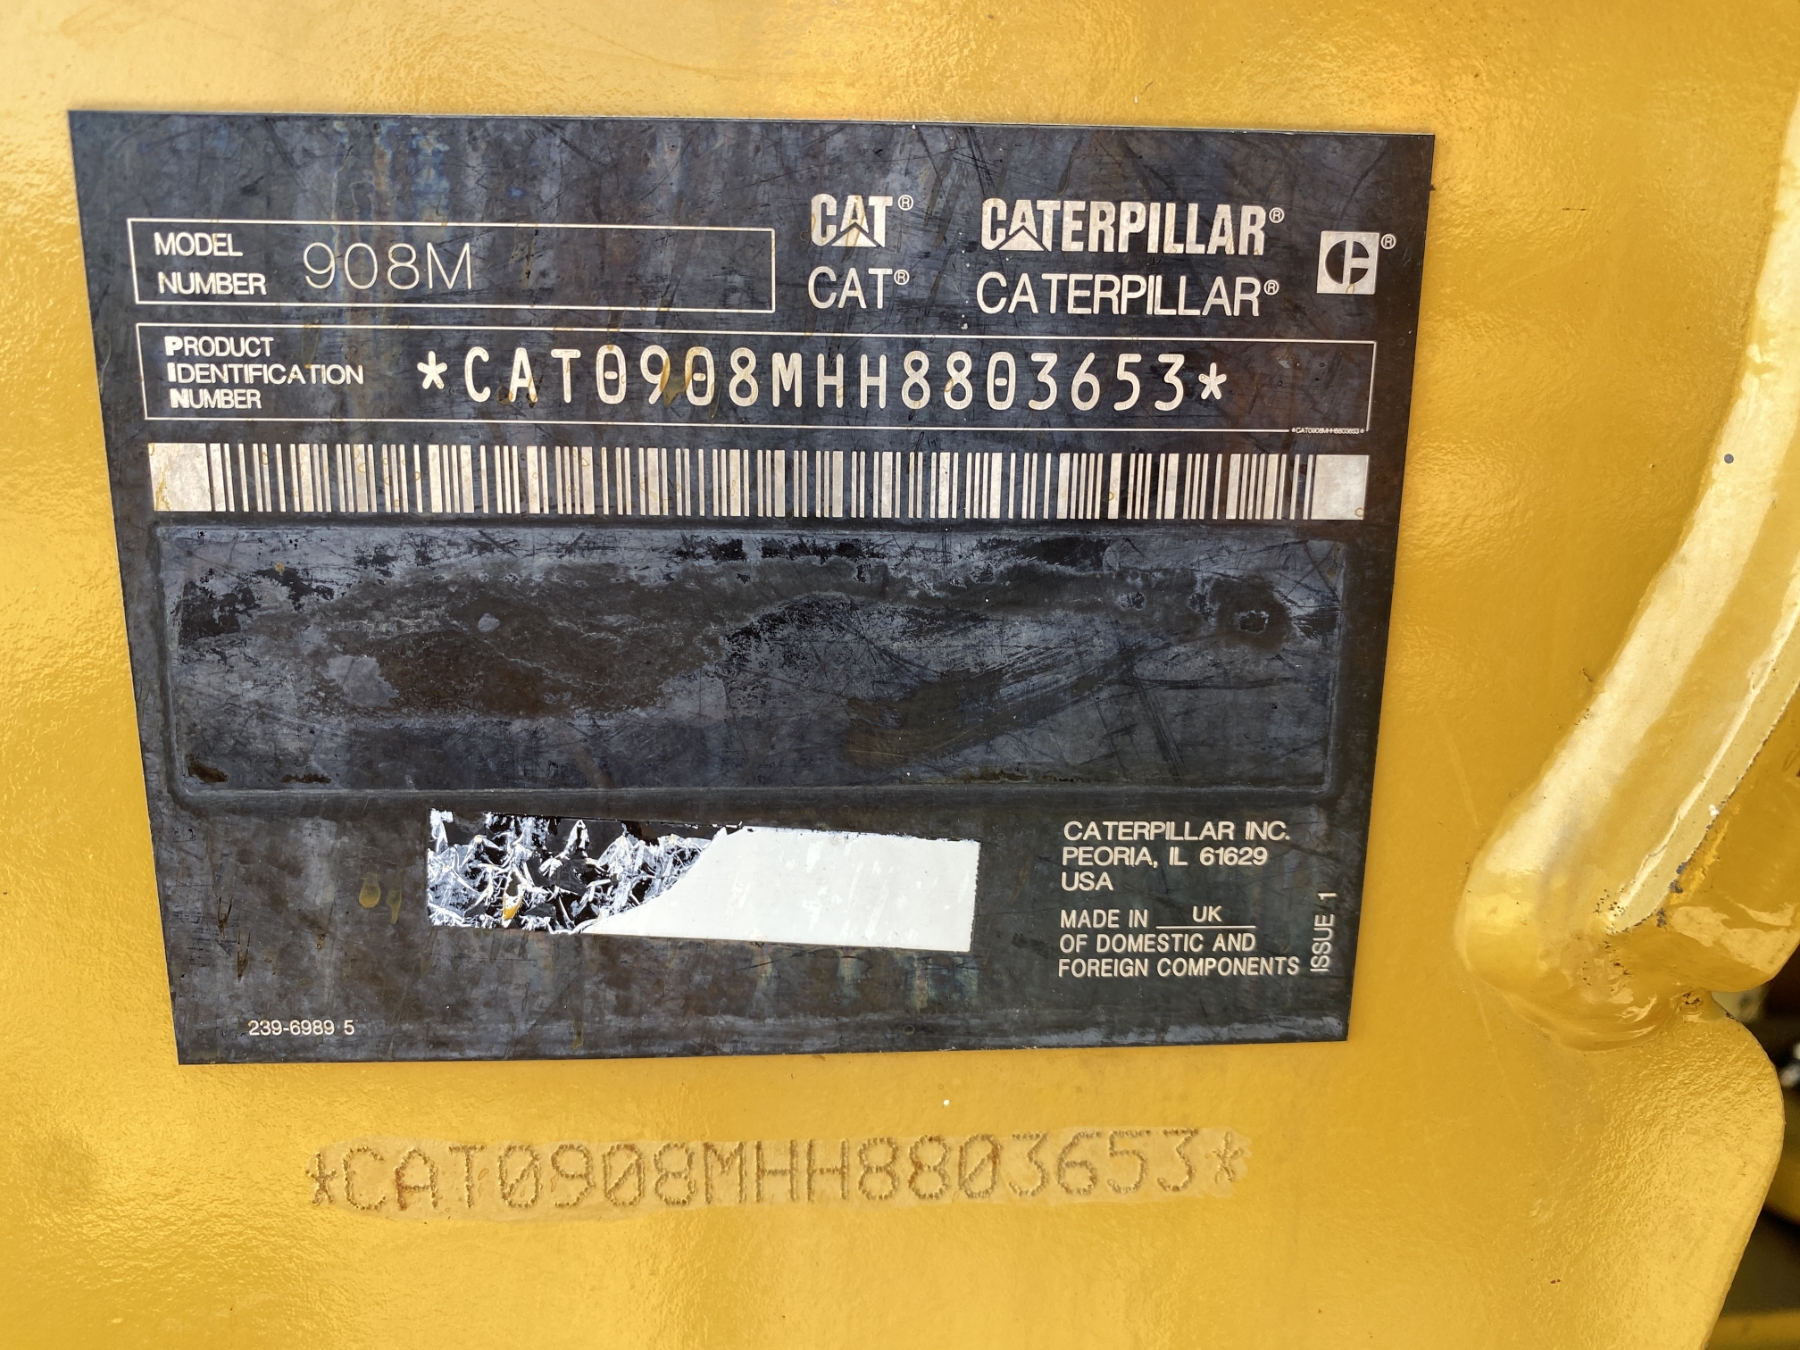 MODEL NUMBER 908M
CAT® CATERPILLAR® ®
CAT® CATERPILLAR®
PRODUCT
IDENTIFICATION
NUMBER
*CAT0908MHH8803653*
*CAT0908MHH8803653*
CATERPILLAR INC.
PEORIA, IL 61629
USA
MADE IN UK
OF DOMESTIC AND
FOREIGN COMPONENTS
ISSUE 1
239-6989 5
*CAT0908MHH8803653*